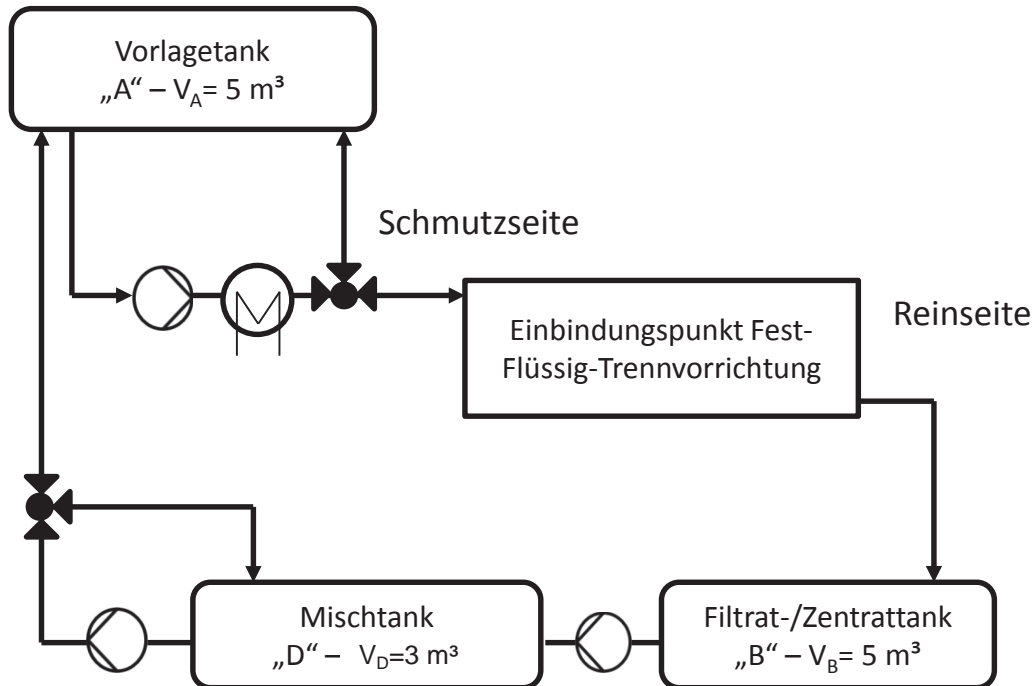 Vorlagetank
„A“ – V_A= 5 m³
Schmutzseite
Einbindungspunkt Fest-
Flüssig-Trennvorrichtung
Reinseite
Mischtank
„D“ – V_D=3 m³
Filtrat-/Zentrattank
„B“ – V_B= 5 m³